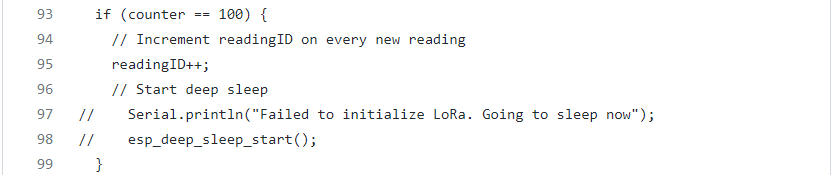 93 if (counter == 100) {
94 // Increment readingID on every new reading
95 readingID++;
96 // Start deep sleep
97 // Serial.println("Failed to initialize LoRa. Going to sleep now");
98 // esp_deep_sleep_start();
99 }